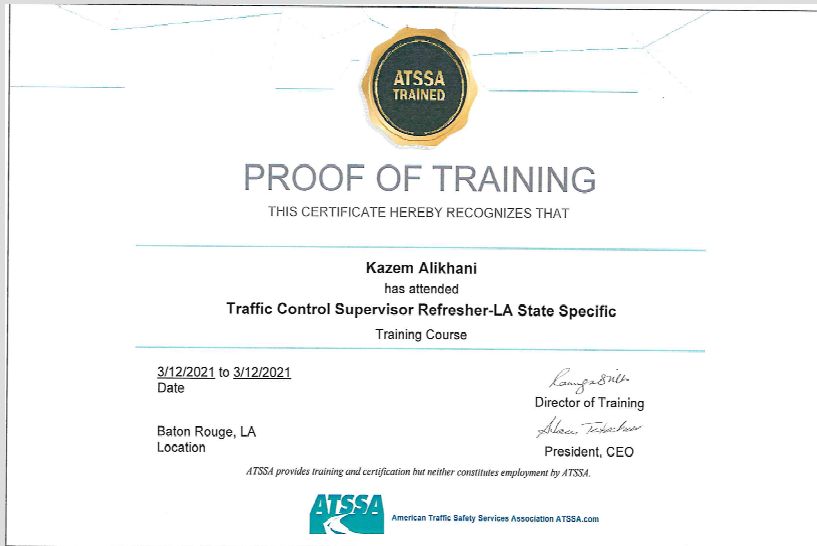 ATSSA
TRAINED
PROOF OF TRAINING
THIS CERTIFICATE HEREBY RECOGNIZES THAT
Kazem Alikhani
has attended
Traffic Control Supervisor Refresher-LA State Specific
Training Course
3/12/2021 to 3/12/2021
Date
Director of Training
Baton Rouge, LA
Location
President, CEO
ATSSA provides training and certification but neither constitutes employment by ATSSA.
ATSSA
American Traffic Safety Services Association ATSSA.com